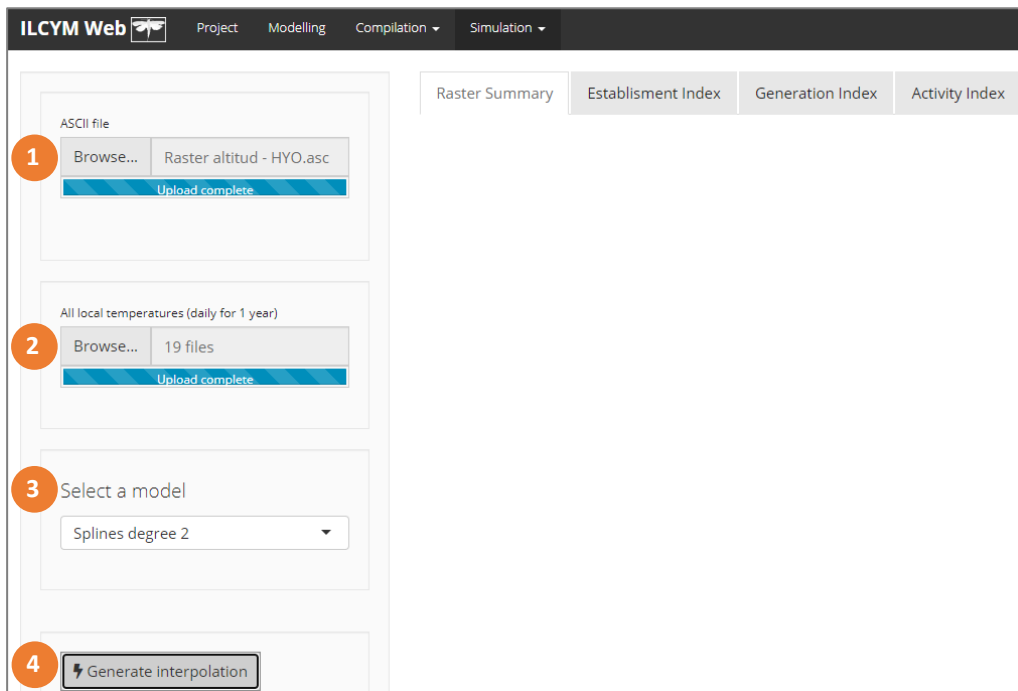 ILCYM Web Project Modelling Compilation Simulation
Raster Summary Establisment Index Generation Index Activity Index
ASCII file
1 Browse... Raster altitud - HYO.asc
Upload complete
All local temperatures (daily for 1 year)
2 Browse... 19 files
Upload complete
3 Select a model
Splines degree 2
4 Generate interpolation